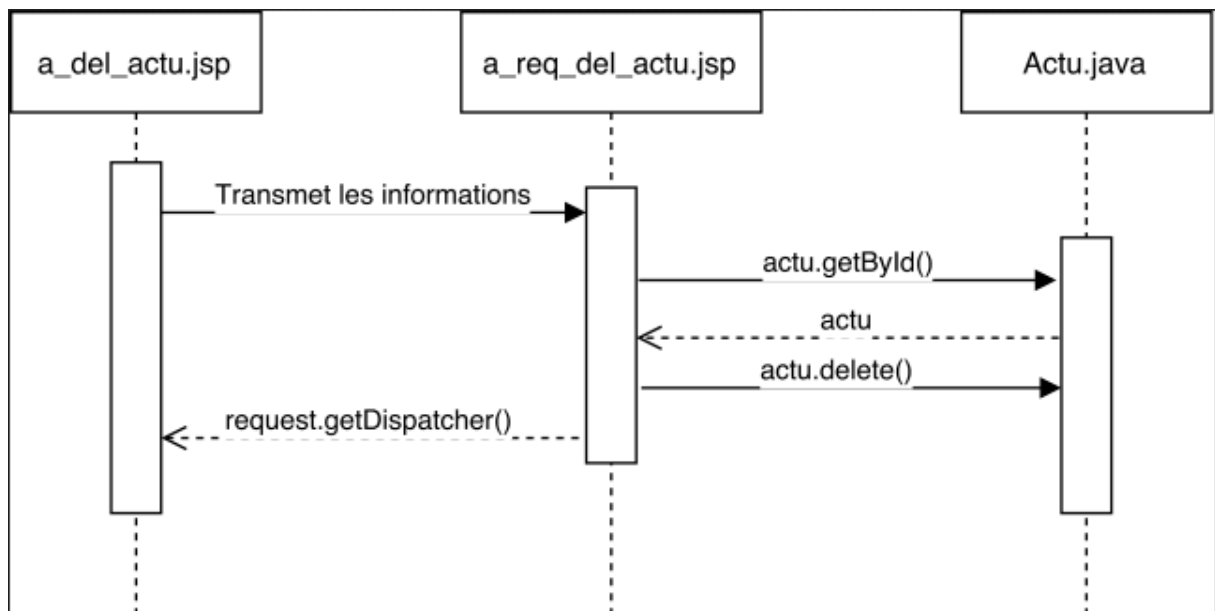 a_del_actu.jsp
a_req_del_actu.jsp
Actu.java
Transmet les informations
actu.getById()
actu
actu.delete()
request.getDispatcher()